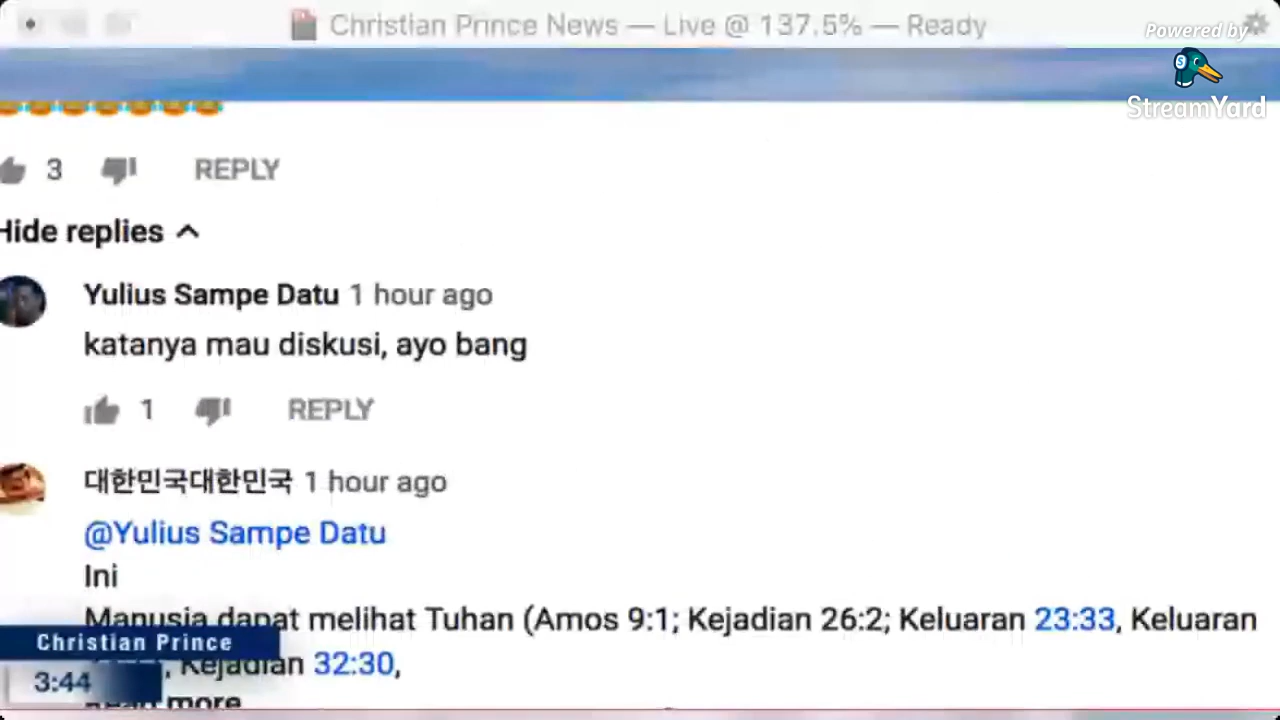 Christian Prince News — Live @ 137.5% — Ready
Powered by
StreamYard
3 REPLY
Hide replies
Yulius Sampe Datu 1 hour ago
katanya mau diskusi, ayo bang
1 REPLY
대한민국대한민국 1 hour ago
@Yulius Sampe Datu
Ini
Manusia dapat melihat Tuhan (Amos 9:1; Kejadian 26:2; Keluaran 23:33, Keluaran
Christian Prince
, Kejadian 32:30,
3:44
Read more